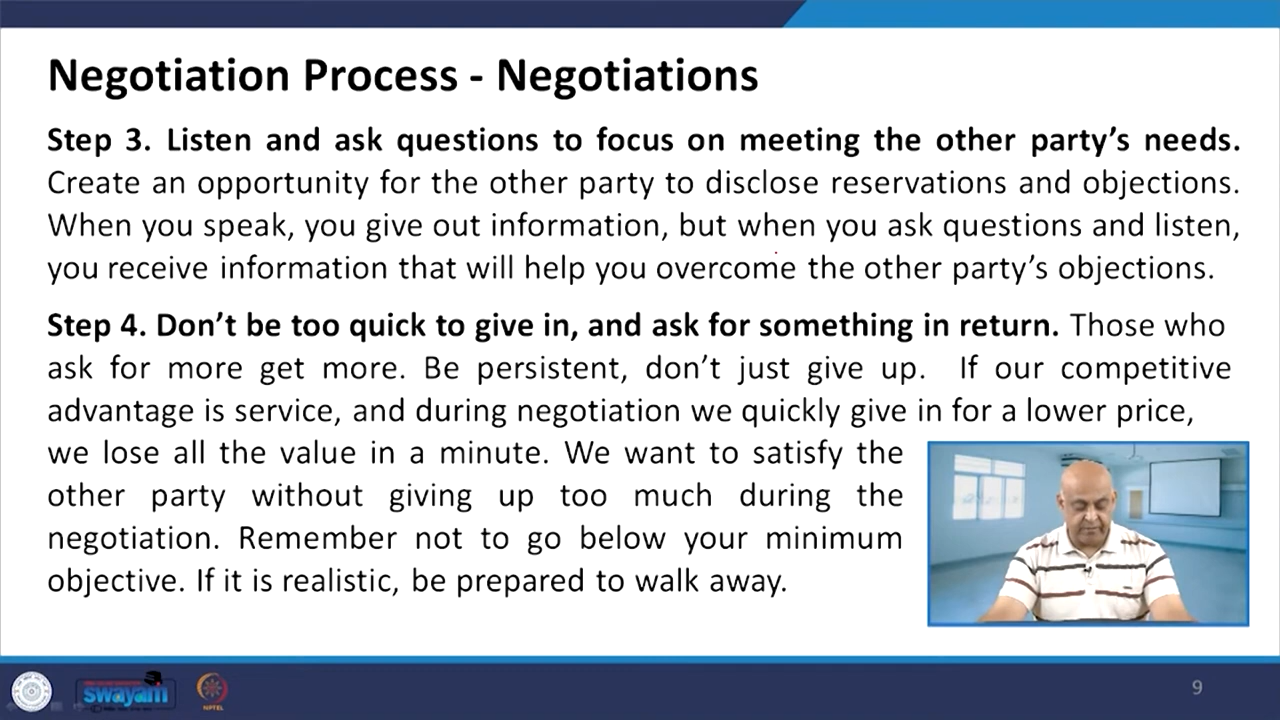 Negotiation Process - Negotiations
Step 3. Listen and ask questions to focus on meeting the other party’s needs.
Create an opportunity for the other party to disclose reservations and objections.
When you speak, you give out information, but when you ask questions and listen,
you receive information that will help you overcome the other party’s objections.
Step 4. Don’t be too quick to give in, and ask for something in return. Those who
ask for more get more. Be persistent, don’t just give up. If our competitive
advantage is service, and during negotiation we quickly give in for a lower price,
we lose all the value in a minute. We want to satisfy the
other party without giving up too much during the
negotiation. Remember not to go below your minimum
objective. If it is realistic, be prepared to walk away.
swayam
NPTEL
9